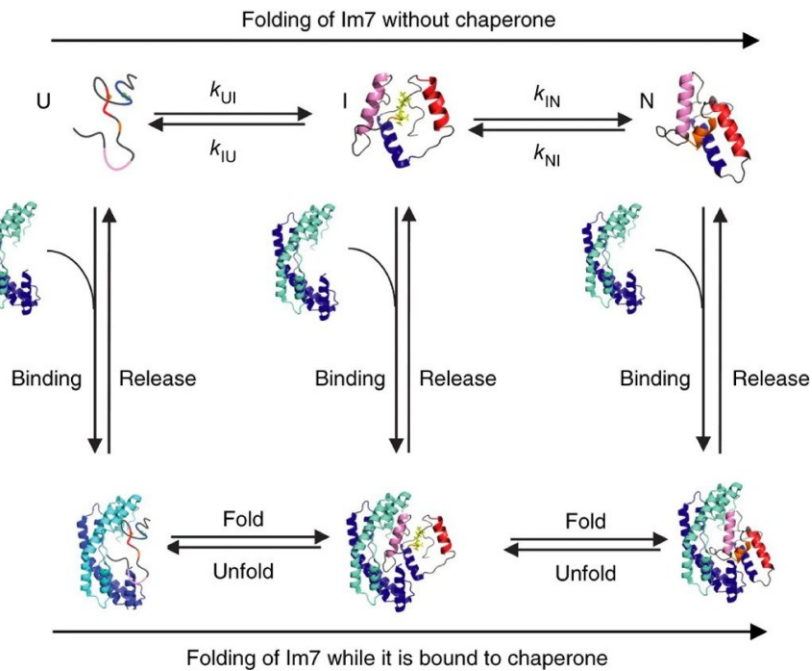 Folding of Im7 without chaperone
U
kUI
kIU
I
kIN
kNI
N
Binding
Release
Binding
Release
Binding
Release
Fold
Unfold
Fold
Unfold
Folding of Im7 while it is bound to chaperone